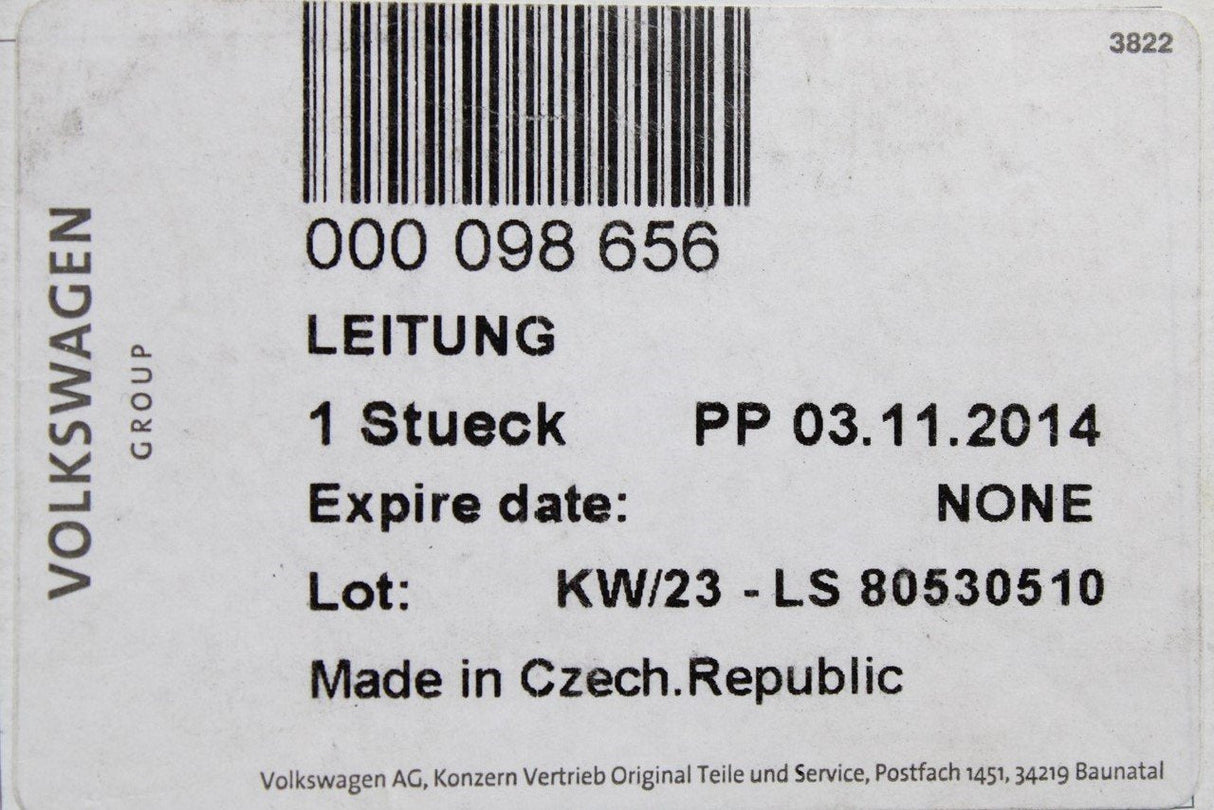 3822
VOLKSWAGEN
GROUP
000 098 656
LEITUNG
1 Stueck PP 03.11.2014
Expire date: NONE
Lot: KW/23 - LS 80530510
Made in Czech.Republic
Volkswagen AG, Konzern Vertrieb Original Teile und Service, Postfach 1451, 34219 Baunatal